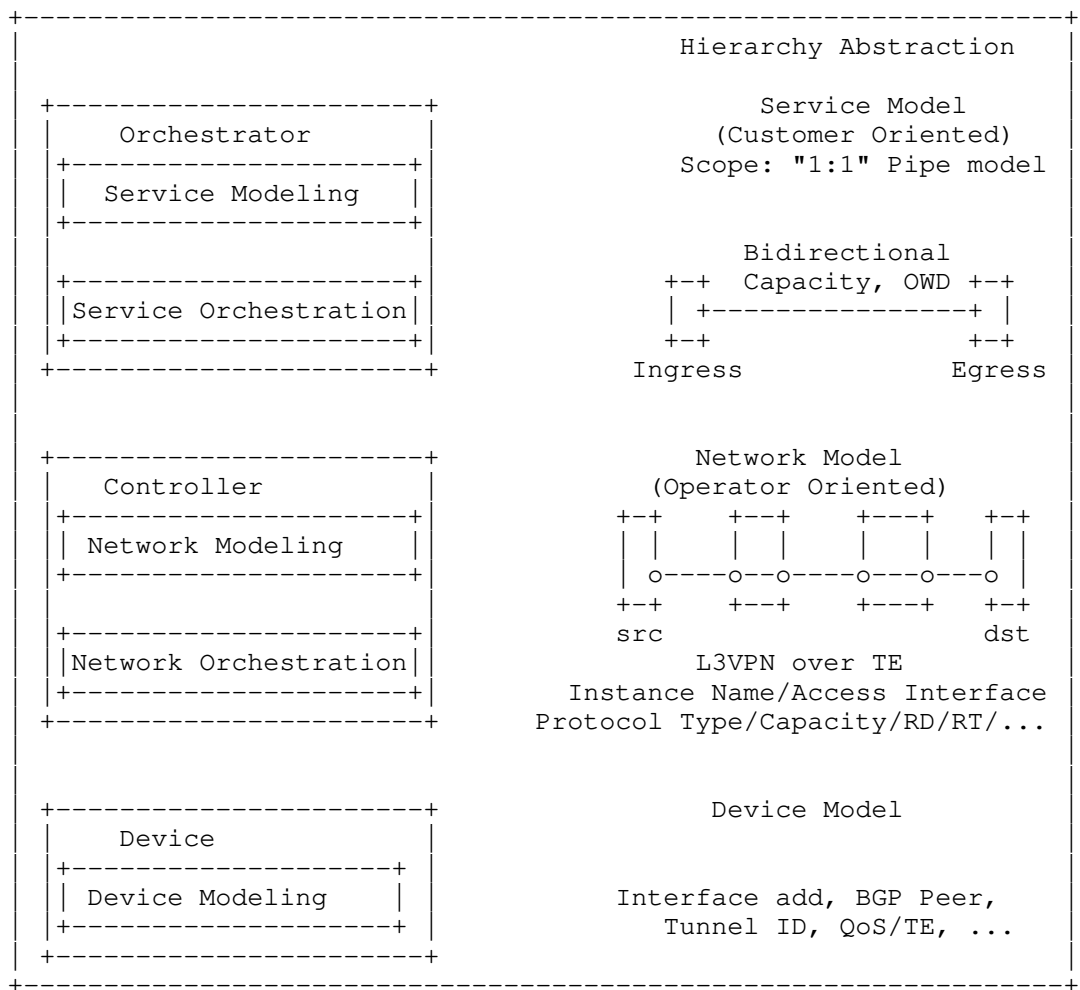 Hierarchy Abstraction
Service Model
Orchestrator (Customer Oriented)
Scope: "1:1" Pipe model
Service Modeling
Bidirectional
Capacity, OWD
Service Orchestration
Ingress Egress
Network Model
Controller (Operator Oriented)
Network Modeling
src dst
Network Orchestration L3VPN over TE
Instance Name/Access Interface
Protocol Type/Capacity/RD/RT/...
Device Model
Device
Device Modeling Interface add, BGP Peer,
Tunnel ID, QoS/TE, ...